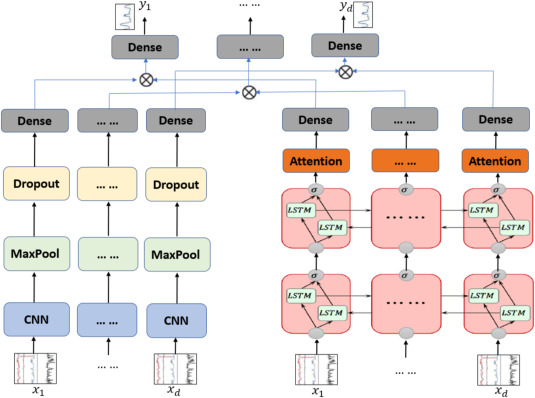 y1 … … yd
Dense … … Dense
Dense … … Dense Dense … … Dense
Attention … … Attention
Dropout … … Dropout
σ σ σ
LSTM LSTM … … LSTM LSTM
MaxPool … … MaxPool
σ σ σ
LSTM LSTM … … LSTM LSTM
CNN … … CNN
… … … …
x1 xd x1 xd